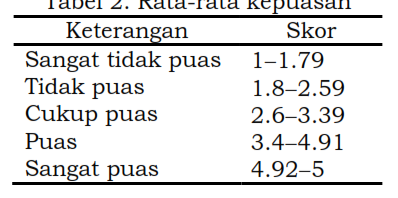 Tabel 2. Rata-rata kepuasan
Keterangan Skor
Sangat tidak puas 1–1.79
Tidak puas 1.8–2.59
Cukup puas 2.6–3.39
Puas 3.4–4.91
Sangat puas 4.92–5